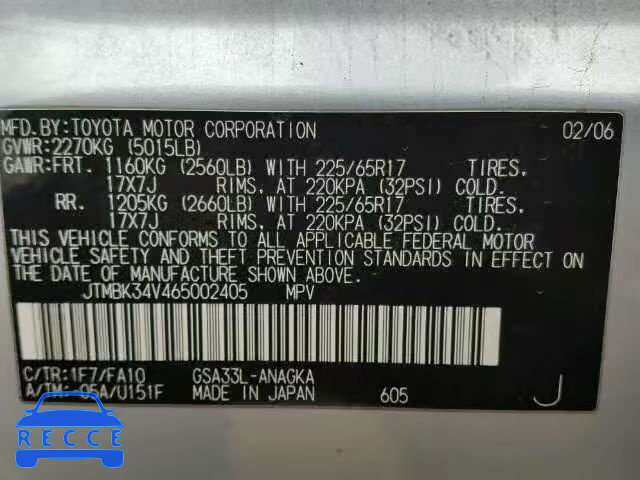 MFD.BY:TOYOTA MOTOR CORPORATION 02/06
GVWR:2270KG (5015LB)
GAWR:FRT. 1160KG (2560LB) WITH 225/65R17 TIRES,
17X7J RIMS, AT 220KPA (32PSI) COLD.
RR. 1205KG (2660LB) WITH 225/65R17 TIRES,
17X7J RIMS, AT 220KPA (32PSI) COLD.
THIS VEHICLE CONFORMS TO ALL APPLICABLE FEDERAL MOTOR
VEHICLE SAFETY AND THEFT PREVENTION STANDARDS IN EFFECT ON
THE DATE OF MANUFACTURE SHOWN ABOVE.
JTMBK34V465002405 MPV
C/TR:1F7/FA10 GSA33L-ANAGKA
A/TM:-05A/U151F MADE IN JAPAN 605 J
EPIC VIN